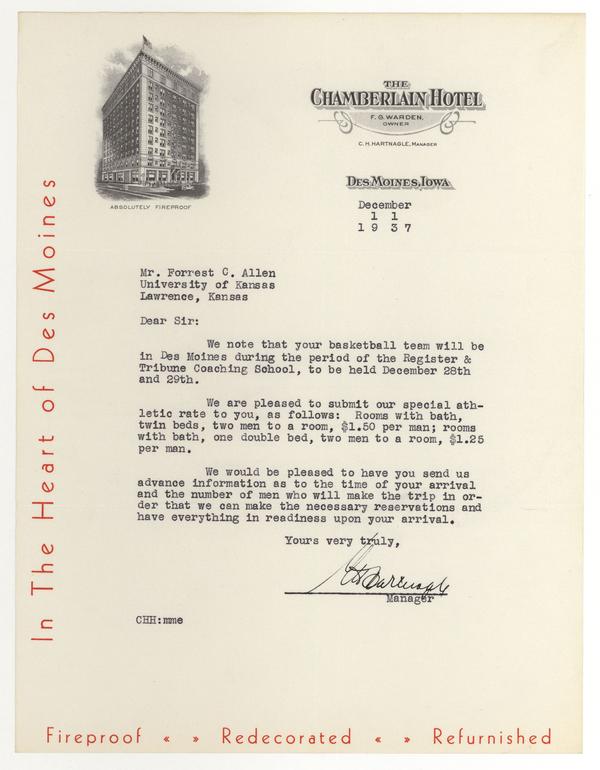 THE
CHAMBERLAIN HOTEL
F. G. WARDEN,
OWNER
C. H. HARTNAGLE, MANAGER
ABSOLUTELY FIREPROOF
DES MOINES, IOWA
December
1 1
1 9 3 7
In The Heart of Des Moines
Mr. Forrest C. Allen
University of Kansas
Lawrence, Kansas
Dear Sir:
We note that your basketball team will be
in Des Moines during the period of the Register &
Tribune Coaching School, to be held December 28th
and 29th.
We are pleased to submit our special ath-
letic rate to you, as follows: Rooms with bath,
twin beds, two men to a room, $1.50 per man; rooms
with bath, one double bed, two men to a room, $1.25
per man.
We would be pleased to have you send us
advance information as to the time of your arrival
and the number of men who will make the trip in or-
der that we can make the necessary reservations and
have everything in readiness upon your arrival.
Yours very truly,
CH Hartnagle
Manager
CHH:mme
Fireproof « » Redecorated « » Refurnished